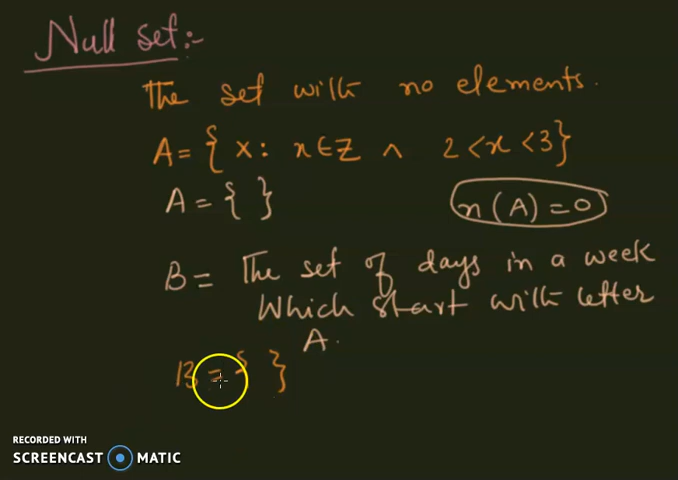 Null set:-
The set with no elements.
A = { x : x ∈ Z ∧ 2 < x < 3 }
A = { }
n(A) = 0
B = The set of days in a week
Which start with letter
A.
B = { }
RECORDED WITH
SCREENCAST MATIC